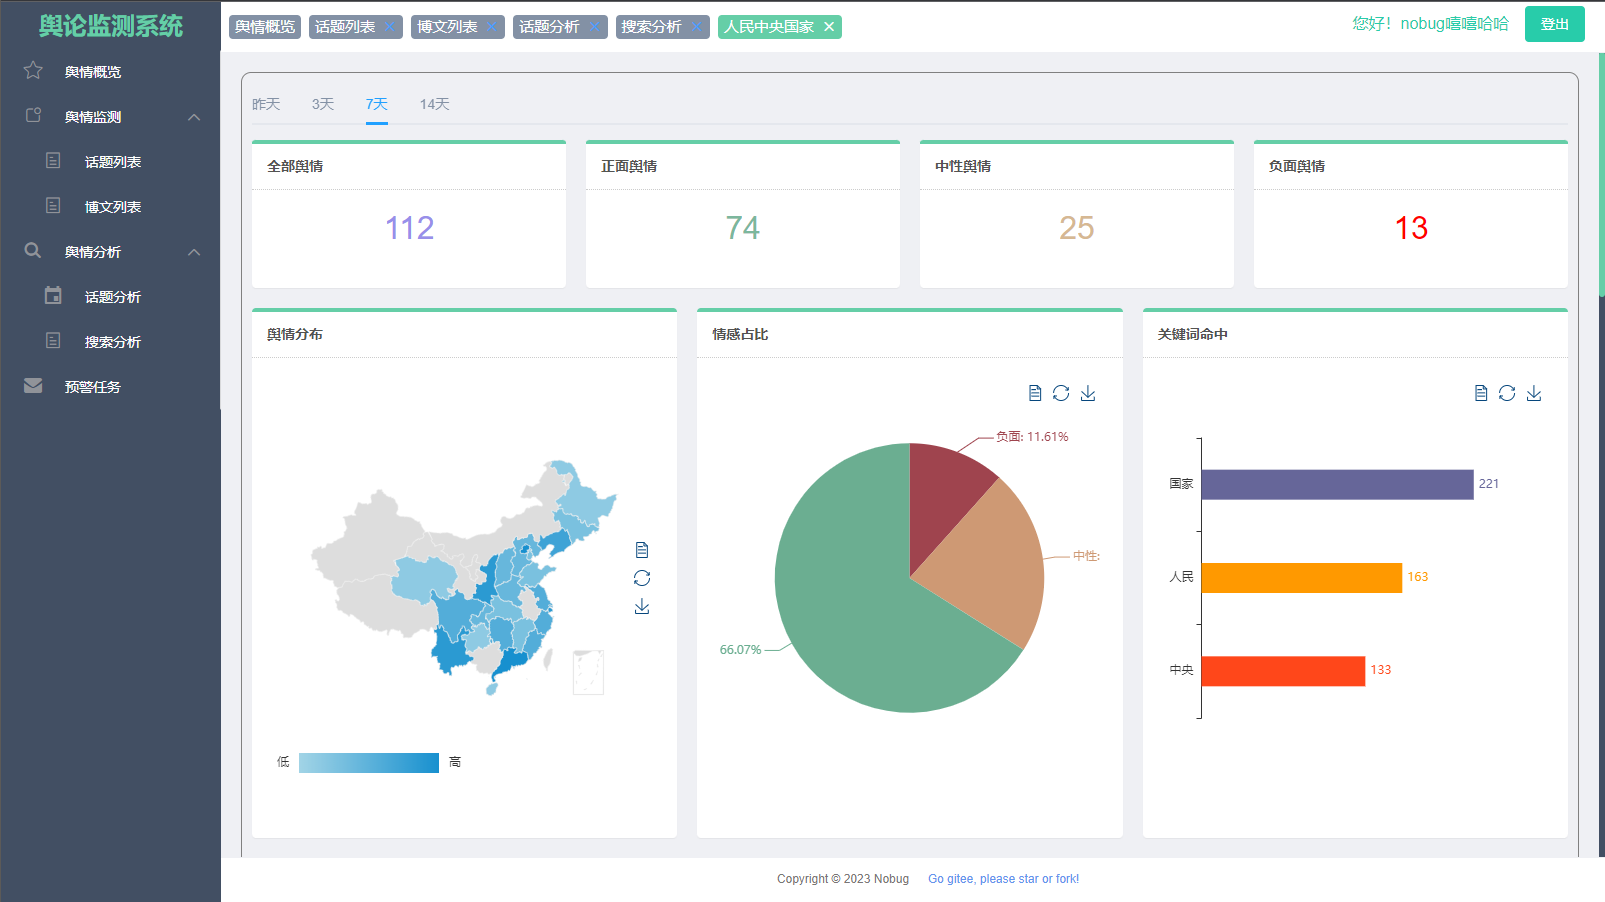 舆论监测系统
舆情概览 话题列表 博文列表 话题分析 搜索分析 人民中央国家
您好！nobug嘻嘻哈哈
登出
舆情概览
舆情监测
话题列表
博文列表
舆情分析
话题分析
搜索分析
预警任务
昨天 3天 7天 14天
全部舆情
112
正面舆情
74
中性舆情
25
负面舆情
13
舆情分布
低 高
情感占比
负面: 11.61%
中性:
66.07%
关键词命中
国家 221
人民 163
中央 133
Copyright © 2023 Nobug Go gitee, please star or fork!